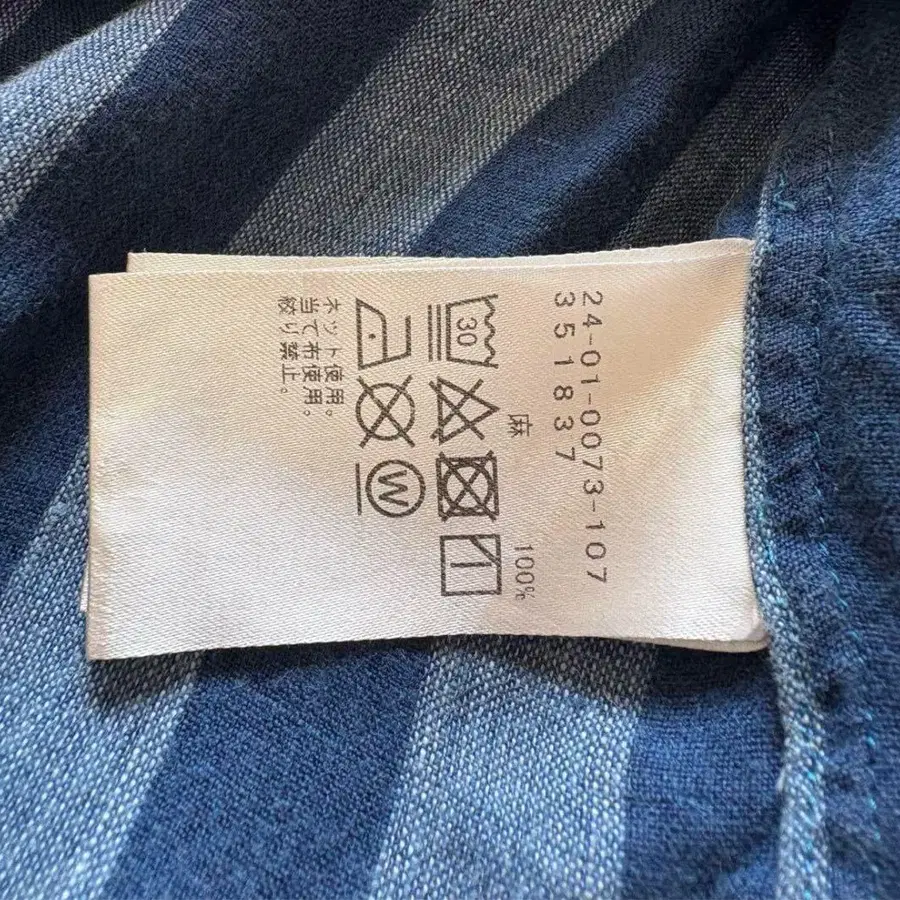 24-01-0073-107
351837
麻 100%
30
W
ネット使用。
当て布使用。
絞り禁止。